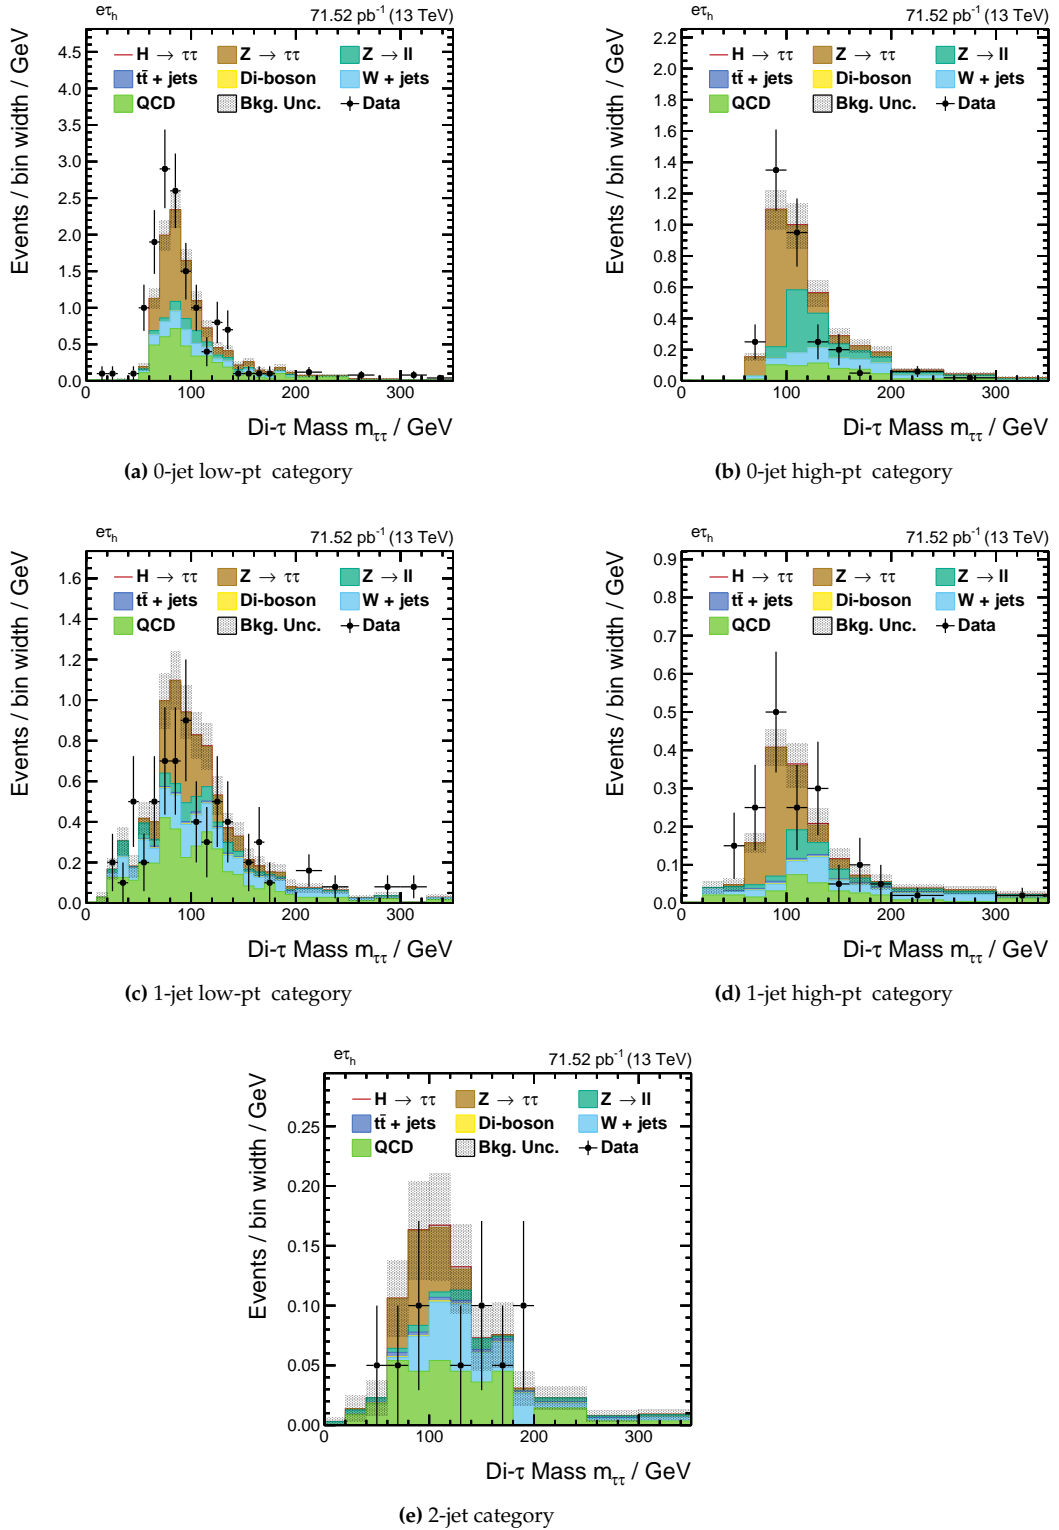 eτh 71.52 pb-1 (13 TeV)
Events / bin width / GeV
H → ττ Z → ττ Z → ll
tt̄ + jets Di-boson W + jets
QCD Bkg. Unc. Data
4.5
4.0
3.5
3.0
2.5
2.0
1.5
1.0
0.5
0.0
0 100 200 300
Di-τ Mass mττ / GeV
(a) 0-jet low-pt category
eτh 71.52 pb-1 (13 TeV)
Events / bin width / GeV
H → ττ Z → ττ Z → ll
tt̄ + jets Di-boson W + jets
QCD Bkg. Unc. Data
2.2
2.0
1.8
1.6
1.4
1.2
1.0
0.8
0.6
0.4
0.2
0.0
0 100 200 300
Di-τ Mass mττ / GeV
(b) 0-jet high-pt category
eτh 71.52 pb-1 (13 TeV)
Events / bin width / GeV
H → ττ Z → ττ Z → ll
tt̄ + jets Di-boson W + jets
QCD Bkg. Unc. Data
1.6
1.4
1.2
1.0
0.8
0.6
0.4
0.2
0.0
0 100 200 300
Di-τ Mass mττ / GeV
(c) 1-jet low-pt category
eτh 71.52 pb-1 (13 TeV)
Events / bin width / GeV
H → ττ Z → ττ Z → ll
tt̄ + jets Di-boson W + jets
QCD Bkg. Unc. Data
0.9
0.8
0.7
0.6
0.5
0.4
0.3
0.2
0.1
0.0
0 100 200 300
Di-τ Mass mττ / GeV
(d) 1-jet high-pt category
eτh 71.52 pb-1 (13 TeV)
Events / bin width / GeV
H → ττ Z → ττ Z → ll
tt̄ + jets Di-boson W + jets
QCD Bkg. Unc. Data
0.25
0.20
0.15
0.10
0.05
0.00
0 100 200 300
Di-τ Mass mττ / GeV
(e) 2-jet category